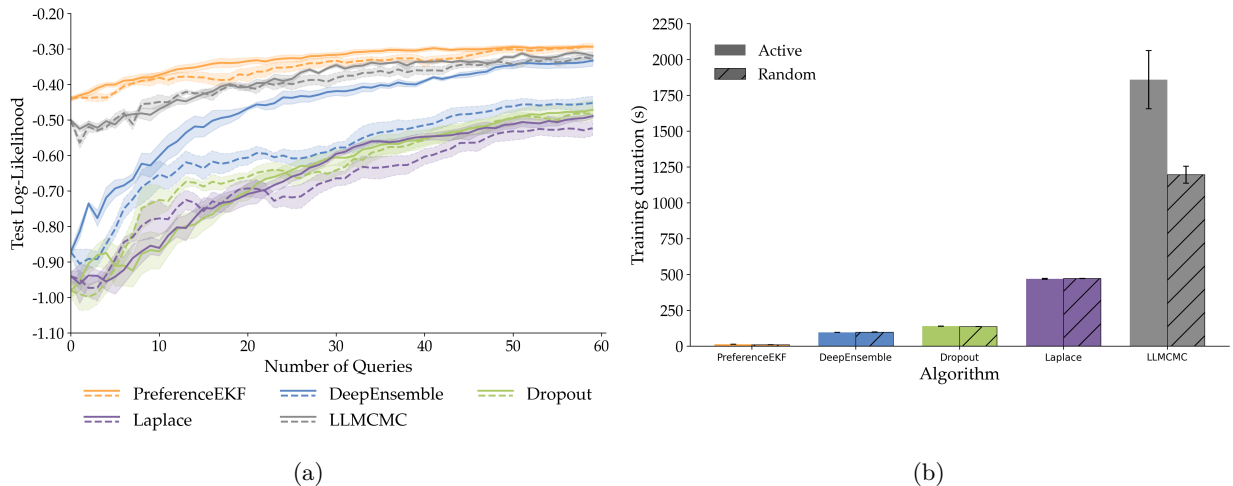 -0.20
-0.30
-0.40
-0.50
-0.60
-0.70
-0.80
-0.90
-1.00
-1.10
Test Log-Likelihood
0 10 20 30 40 50 60
Number of Queries
PreferenceEKF DeepEnsemble Dropout
Laplace LLMCMC
(a)
2250
2000
1750
1500
1250
1000
750
500
250
0
Training duration (s)
Active
Random
PreferenceEKF DeepEnsemble Dropout Laplace LLMCMC
Algorithm
(b)